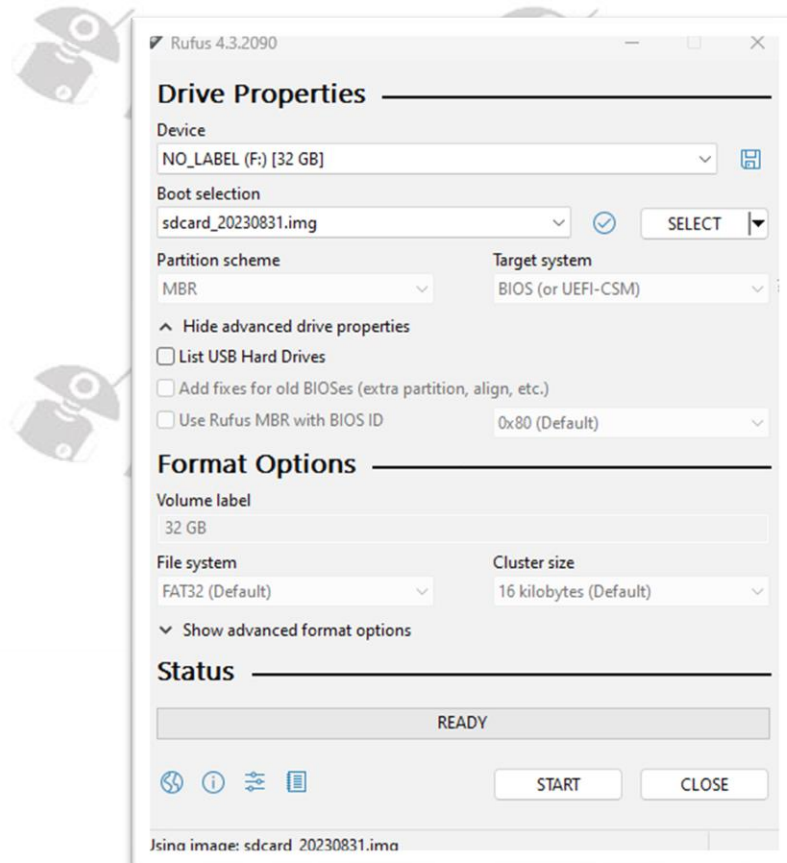 Rufus 4.3.2090
Drive Properties
Device
NO_LABEL (F:) [32 GB]
Boot selection
sdcard_20230831.img
SELECT
Partition scheme
Target system
MBR
BIOS (or UEFI-CSM)
Hide advanced drive properties
List USB Hard Drives
Add fixes for old BIOSes (extra partition, align, etc.)
Use Rufus MBR with BIOS ID
0x80 (Default)
Format Options
Volume label
32 GB
File system
Cluster size
FAT32 (Default)
16 kilobytes (Default)
Show advanced format options
Status
READY
START
CLOSE
Using image: sdcard_20230831.img